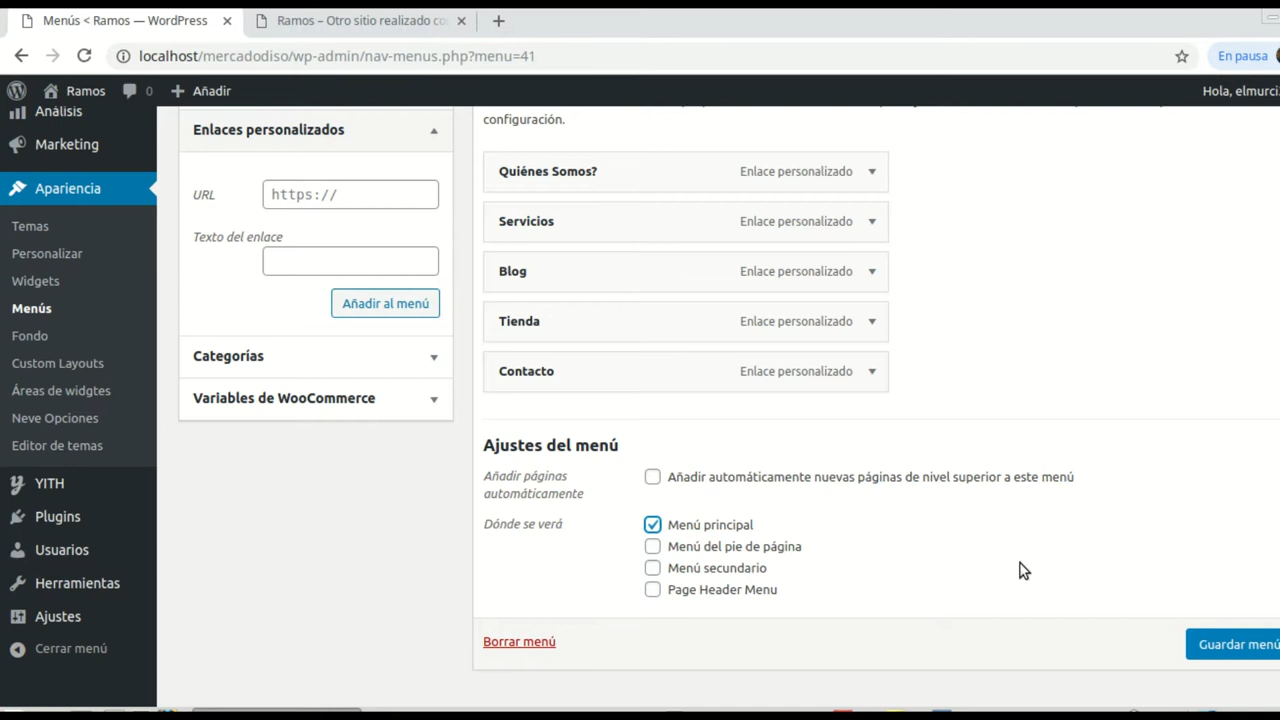 Menús < Ramos — WordPress
Ramos – Otro sitio realizado co
localhost/mercadodiso/wp-admin/nav-menus.php?menu=41
En pausa
Ramos
0
Añadir
Hola, elmurci
Análisis
Marketing
Apariencia
Temas
Personalizar
Widgets
Menús
Fondo
Custom Layouts
Áreas de widgtes
Neve Opciones
Editor de temas
YITH
Plugins
Usuarios
Herramientas
Ajustes
Cerrar menú
Enlaces personalizados
URL
https://
Texto del enlace
Añadir al menú
Categorías
Variables de WooCommerce
configuración.
Quiénes Somos? Enlace personalizado
Servicios Enlace personalizado
Blog Enlace personalizado
Tienda Enlace personalizado
Contacto Enlace personalizado
Ajustes del menú
Añadir páginas
automáticamente
Añadir automáticamente nuevas páginas de nivel superior a este menú
Dónde se verá
Menú principal
Menú del pie de página
Menú secundario
Page Header Menu
Borrar menú
Guardar menú